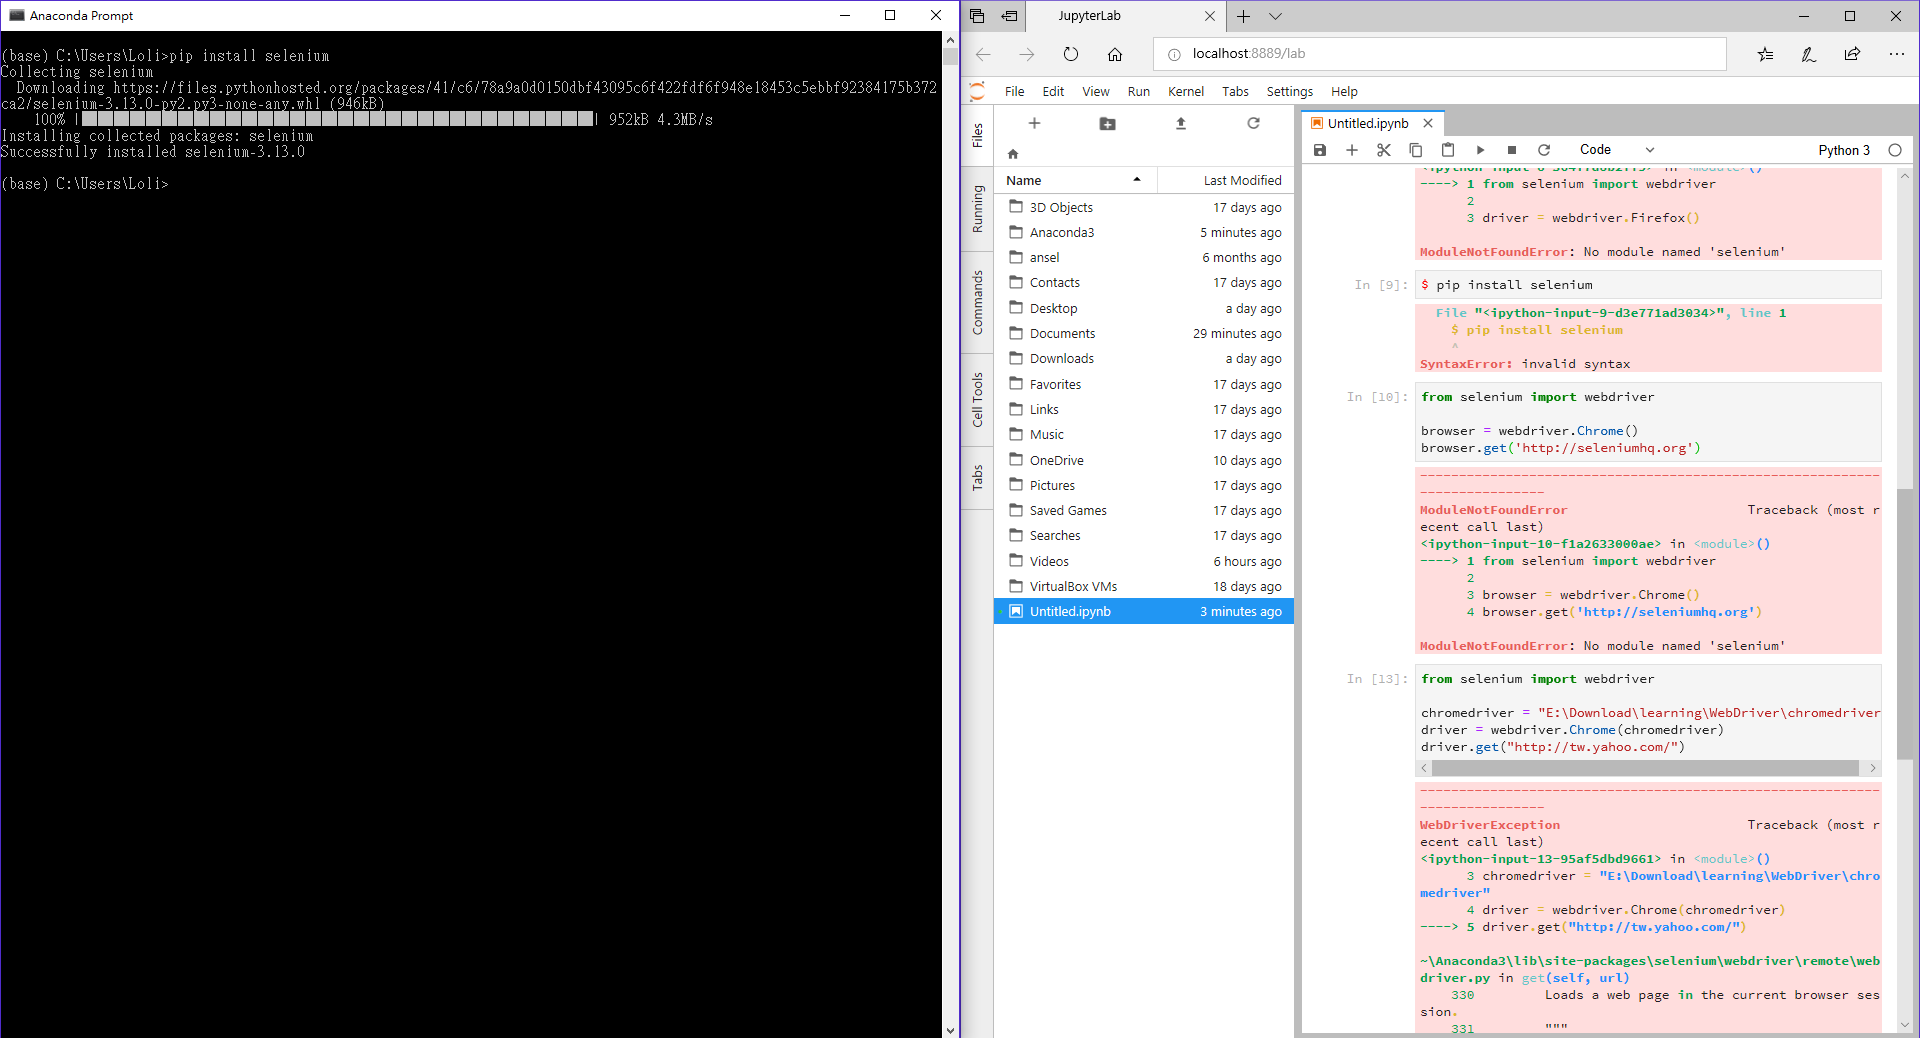 Anaconda Prompt
(base) C:\Users\Loli>pip install selenium
Collecting selenium
  Downloading https://files.pythonhosted.org/packages/41/c6/78a9a0d0150dbf43095c6f422fdf6f948e18453c5ebbf92384175b372
ca2/selenium-3.13.0-py2.py3-none-any.whl (946kB)
    100% || 952kB 4.3MB/s
Installing collected packages: selenium
Successfully installed selenium-3.13.0
(base) C:\Users\Loli>
JupyterLab
localhost:8889/lab
File Edit View Run Kernel Tabs Settings Help
Files
Running
Commands
Cell Tools
Tabs
Name Last Modified
3D Objects 17 days ago
Anaconda3 5 minutes ago
ansel 6 months ago
Contacts 17 days ago
Desktop a day ago
Documents 29 minutes ago
Downloads a day ago
Favorites 17 days ago
Links 17 days ago
Music 17 days ago
OneDrive 10 days ago
Pictures 17 days ago
Saved Games 17 days ago
Searches 17 days ago
Videos 6 hours ago
VirtualBox VMs 18 days ago
Untitled.ipynb 3 minutes ago
Untitled.ipynb
Code Python 3
in <module>()
----> 1 from selenium import webdriver
      2
      3 driver = webdriver.Firefox()
ModuleNotFoundError: No module named 'selenium'
In [9]: $ pip install selenium
  File "<ipython-input-9-d3e771ad3034>", line 1
    $ pip install selenium
    ^
SyntaxError: invalid syntax
In [10]: from selenium import webdriver
browser = webdriver.Chrome()
browser.get('http://seleniumhq.org')
---------------------------------------------------------------------------
ModuleNotFoundError                       Traceback (most r
ecent call last)
<ipython-input-10-f1a2633000ae> in <module>()
----> 1 from selenium import webdriver
      2
      3 browser = webdriver.Chrome()
      4 browser.get('http://seleniumhq.org')
ModuleNotFoundError: No module named 'selenium'
In [13]: from selenium import webdriver
chromedriver = "E:\Download\learning\WebDriver\chromedriver
driver = webdriver.Chrome(chromedriver)
driver.get("http://tw.yahoo.com/")
---------------------------------------------------------------------------
WebDriverException                        Traceback (most r
ecent call last)
<ipython-input-13-95af5dbd9661> in <module>()
      3 chromedriver = "E:\Download\learning\WebDriver\chro
medriver"
      4 driver = webdriver.Chrome(chromedriver)
----> 5 driver.get("http://tw.yahoo.com/")
~\Anaconda3\lib\site-packages\selenium\webdriver\remote\web
driver.py in get(self, url)
    330         Loads a web page in the current browser ses
sion.
    331         """